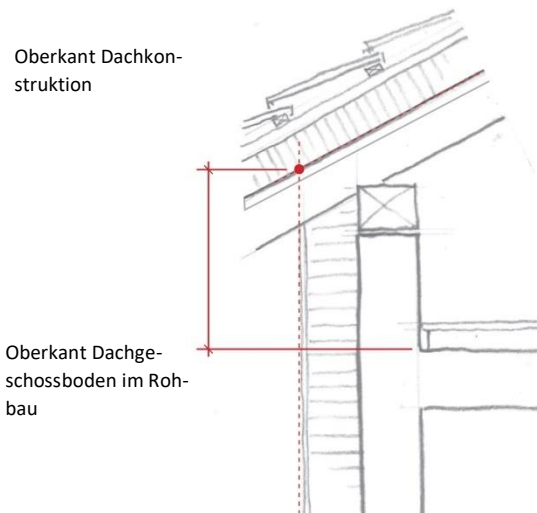 Oberkant Dachkon-
struktion
Oberkant Dachge-
schossboden im Roh-
bau